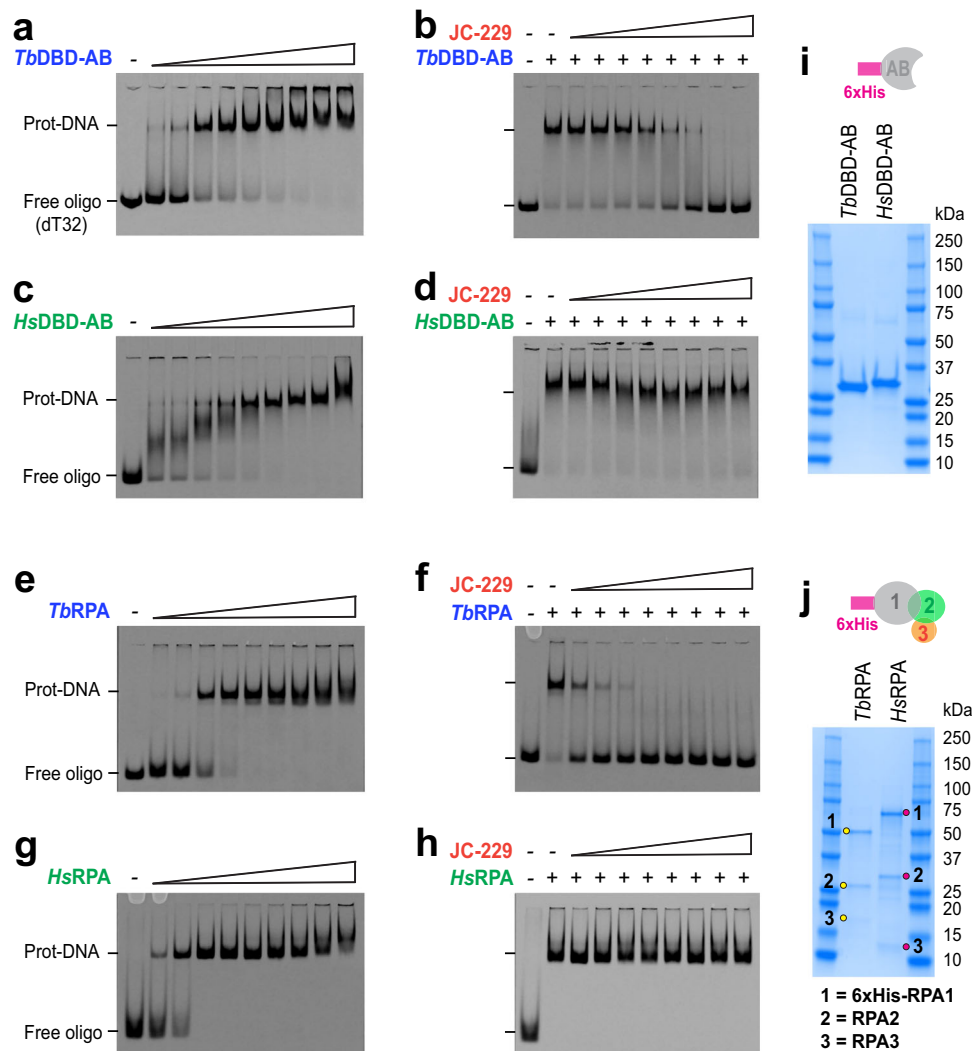 a
TbDBD-AB
-
Prot-DNA
Free oligo
(dT32)
b
JC-229 - -
TbDBD-AB - + + + + + + + + +
c
HsDBD-AB
-
Prot-DNA
Free oligo
d
JC-229 - -
HsDBD-AB - + + + + + + + + +
e
TbRPA
-
Prot-DNA
Free oligo
f
JC-229 - -
TbRPA - + + + + + + + + +
g
HsRPA
-
Prot-DNA
Free oligo
h
JC-229 - -
HsRPA - + + + + + + + + +
i
AB
6xHis
TbDBD-AB
HsDBD-AB
kDa
250
150
100
75
50
37
25
20
15
10
j
1 2
6xHis 3
TbRPA
HsRPA
kDa
250
150
100
75
50
37
25
20
15
10
1
2
3
1
2
3
1 = 6xHis-RPA1
2 = RPA2
3 = RPA3